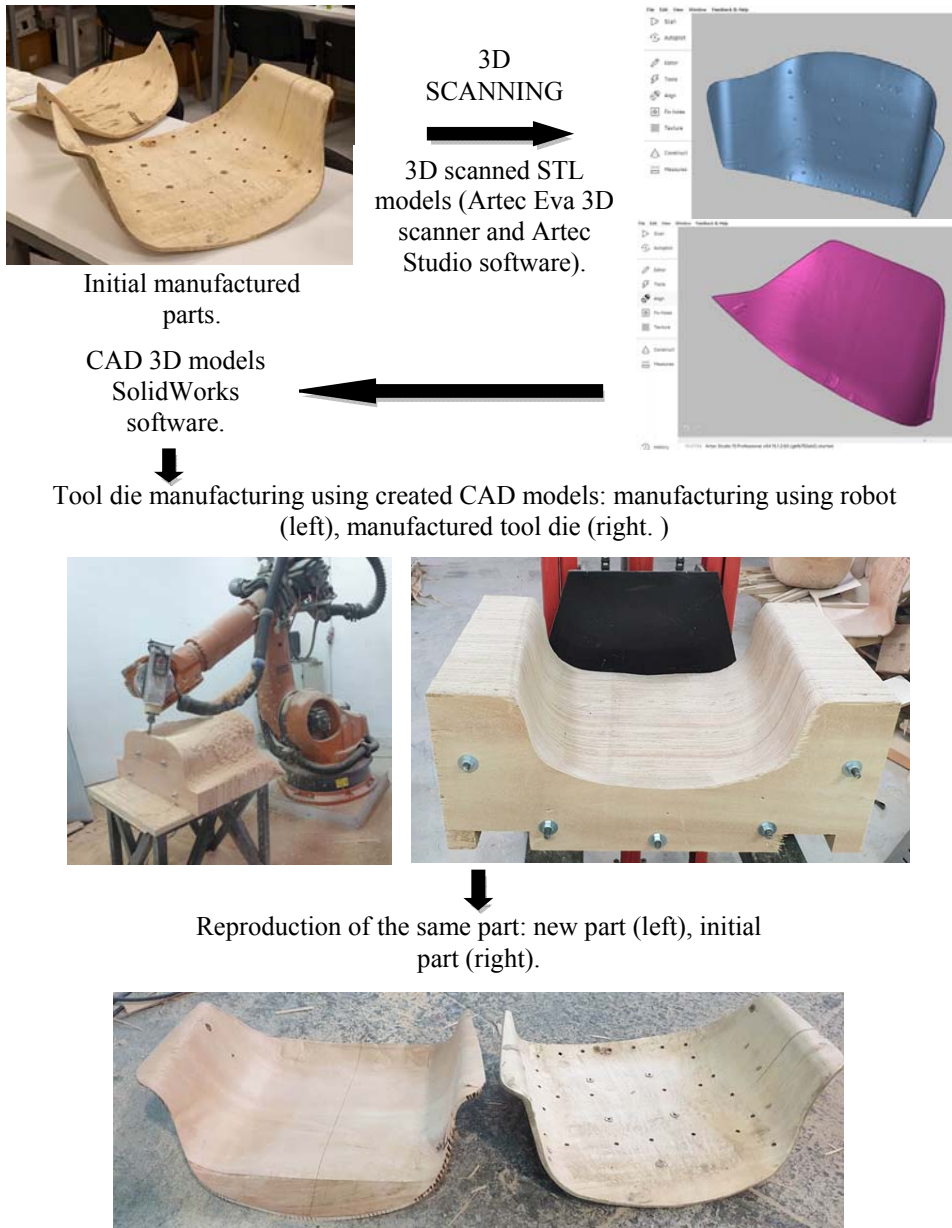 3D
SCANNING
3D scanned STL
models (Artec Eva 3D
scanner and Artec
Studio software).
Initial manufactured
parts.
File Edit View Window Feedback & Help
Start
Autopilot
Editor
Tools
Align
Fix holes
Texture
Construct
Measures
File Edit View Window Feedback & Help
Start
Autopilot
Editor
Tools
Align
Fix holes
Texture
Construct
Measures
History
CAD 3D models
SolidWorks
software.
Tool die manufacturing using created CAD models: manufacturing using robot
(left), manufactured tool die (right. )
Reproduction of the same part: new part (left), initial
part (right).